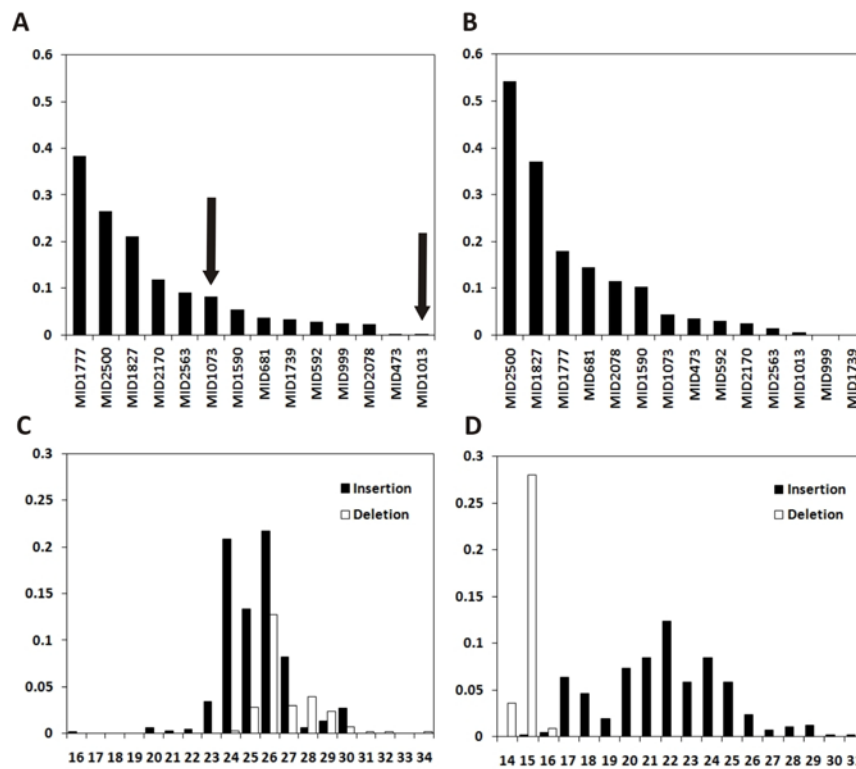 A
0.6
0.5
0.4
0.3
0.2
0.1
0
MID1777
MID2500
MID1827
MID2170
MID2563
MID1073
MID1590
MID681
MID1739
MID592
MID999
MID2078
MID473
MID1013
B
0.6
0.5
0.4
0.3
0.2
0.1
0
MID2500
MID1827
MID1777
MID681
MID2078
MID1590
MID1073
MID473
MID592
MID2170
MID2563
MID1013
MID999
MID1739
C
0.3
0.25
0.2
0.15
0.1
0.05
0
Insertion
Deletion
16 17 18 19 20 21 22 23 24 25 26 27 28 29 30 31 32 33 34
D
0.3
0.25
0.2
0.15
0.1
0.05
0
Insertion
Deletion
14 15 16 17 18 19 20 21 22 23 24 25 26 27 28 29 30 31